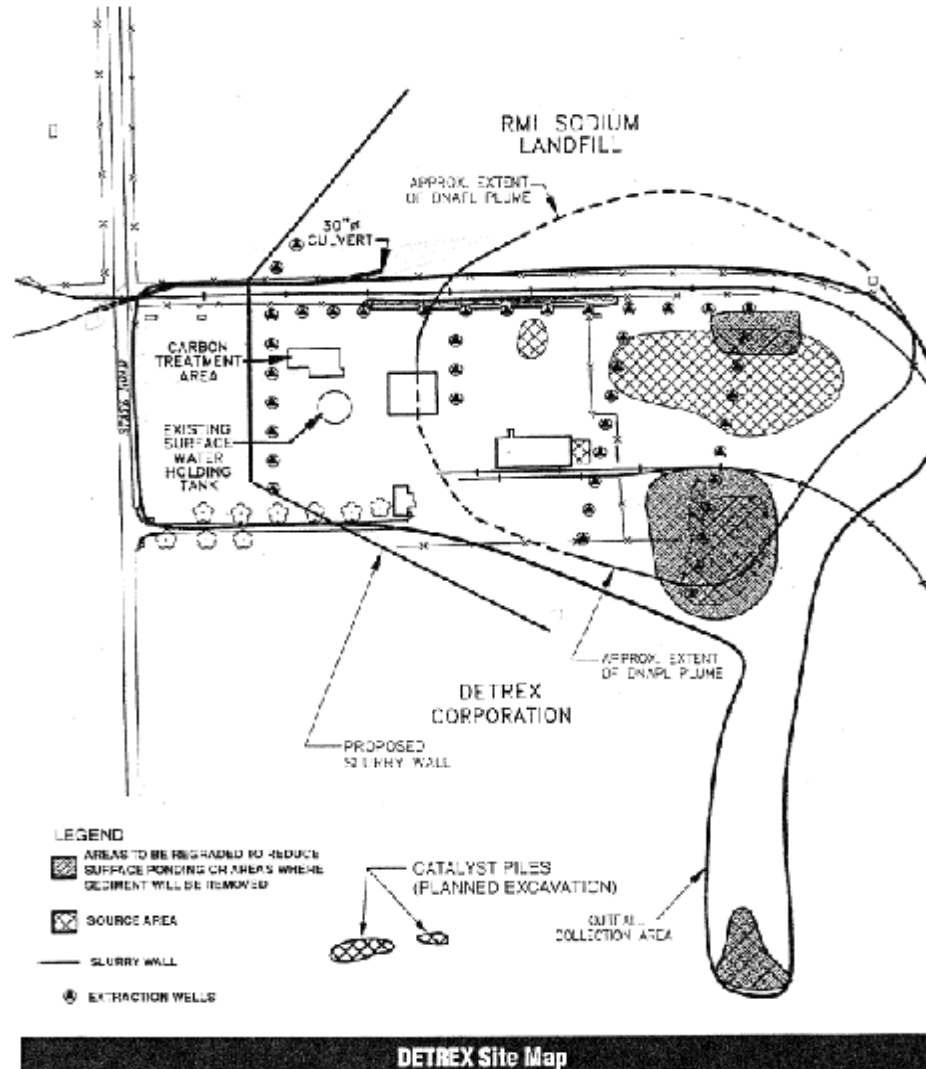 RMI SODIUM
LANDFILL
APPROX. EXTENT
OF DNAPL PLUME
30"ø
CULVERT
CARBON
TREATMENT
AREA
EXISTING
SURFACE
WATER
HOLDING
TANK
STATE ROAD
APPROX. EXTENT
OF DNAPL PLUME
DETREX
CORPORATION
PROPOSED
SLURRY WALL
LEGEND
AREAS TO BE REGRADED TO REDUCE
SURFACE PONDING OR AREAS WHERE
SEDIMENT WILL BE REMOVED
SOURCE AREA
SLURRY WALL
EXTRACTION WELLS
CATALYST PILES
(PLANNED EXCAVATION)
OUTFALL
COLLECTION AREA
DETREX Site Map